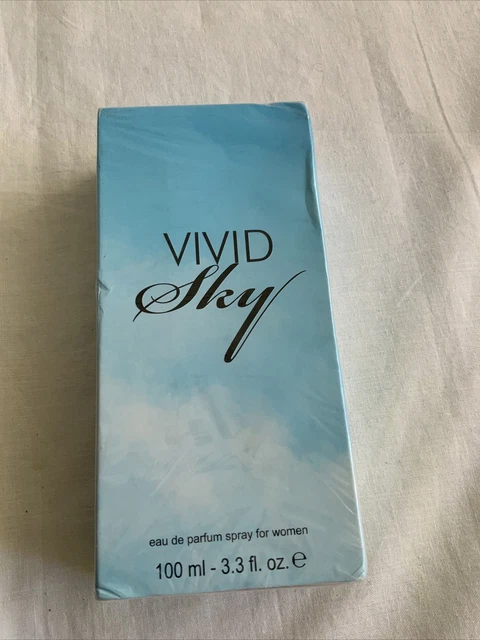 VIVID
Sky
eau de parfum spray for women
100 ml - 3.3 fl. oz. ℮